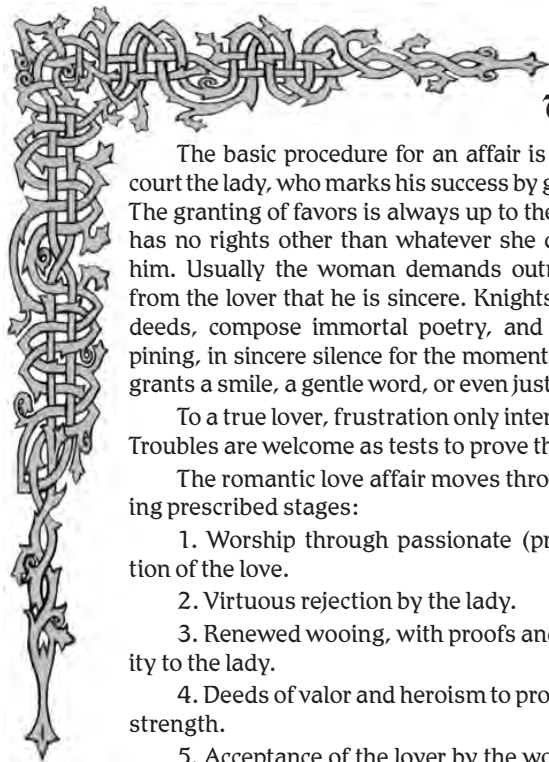 The basic procedure for an affair is
court the lady, who marks his success by g
The granting of favors is always up to the
has no rights other than whatever she
him. Usually the woman demands outr
from the lover that he is sincere. Knights
deeds, compose immortal poetry, and
pining, in sincere silence for the moment
grants a smile, a gentle word, or even just
To a true lover, frustration only inten
Troubles are welcome as tests to prove th
The romantic love affair moves thro
ing prescribed stages:
1. Worship through passionate (pr
tion of the love.
2. Virtuous rejection by the lady.
3. Renewed wooing, with proofs and
ity to the lady.
4. Deeds of valor and heroism to pro
strength.
5. Acceptance of the lover by the wo